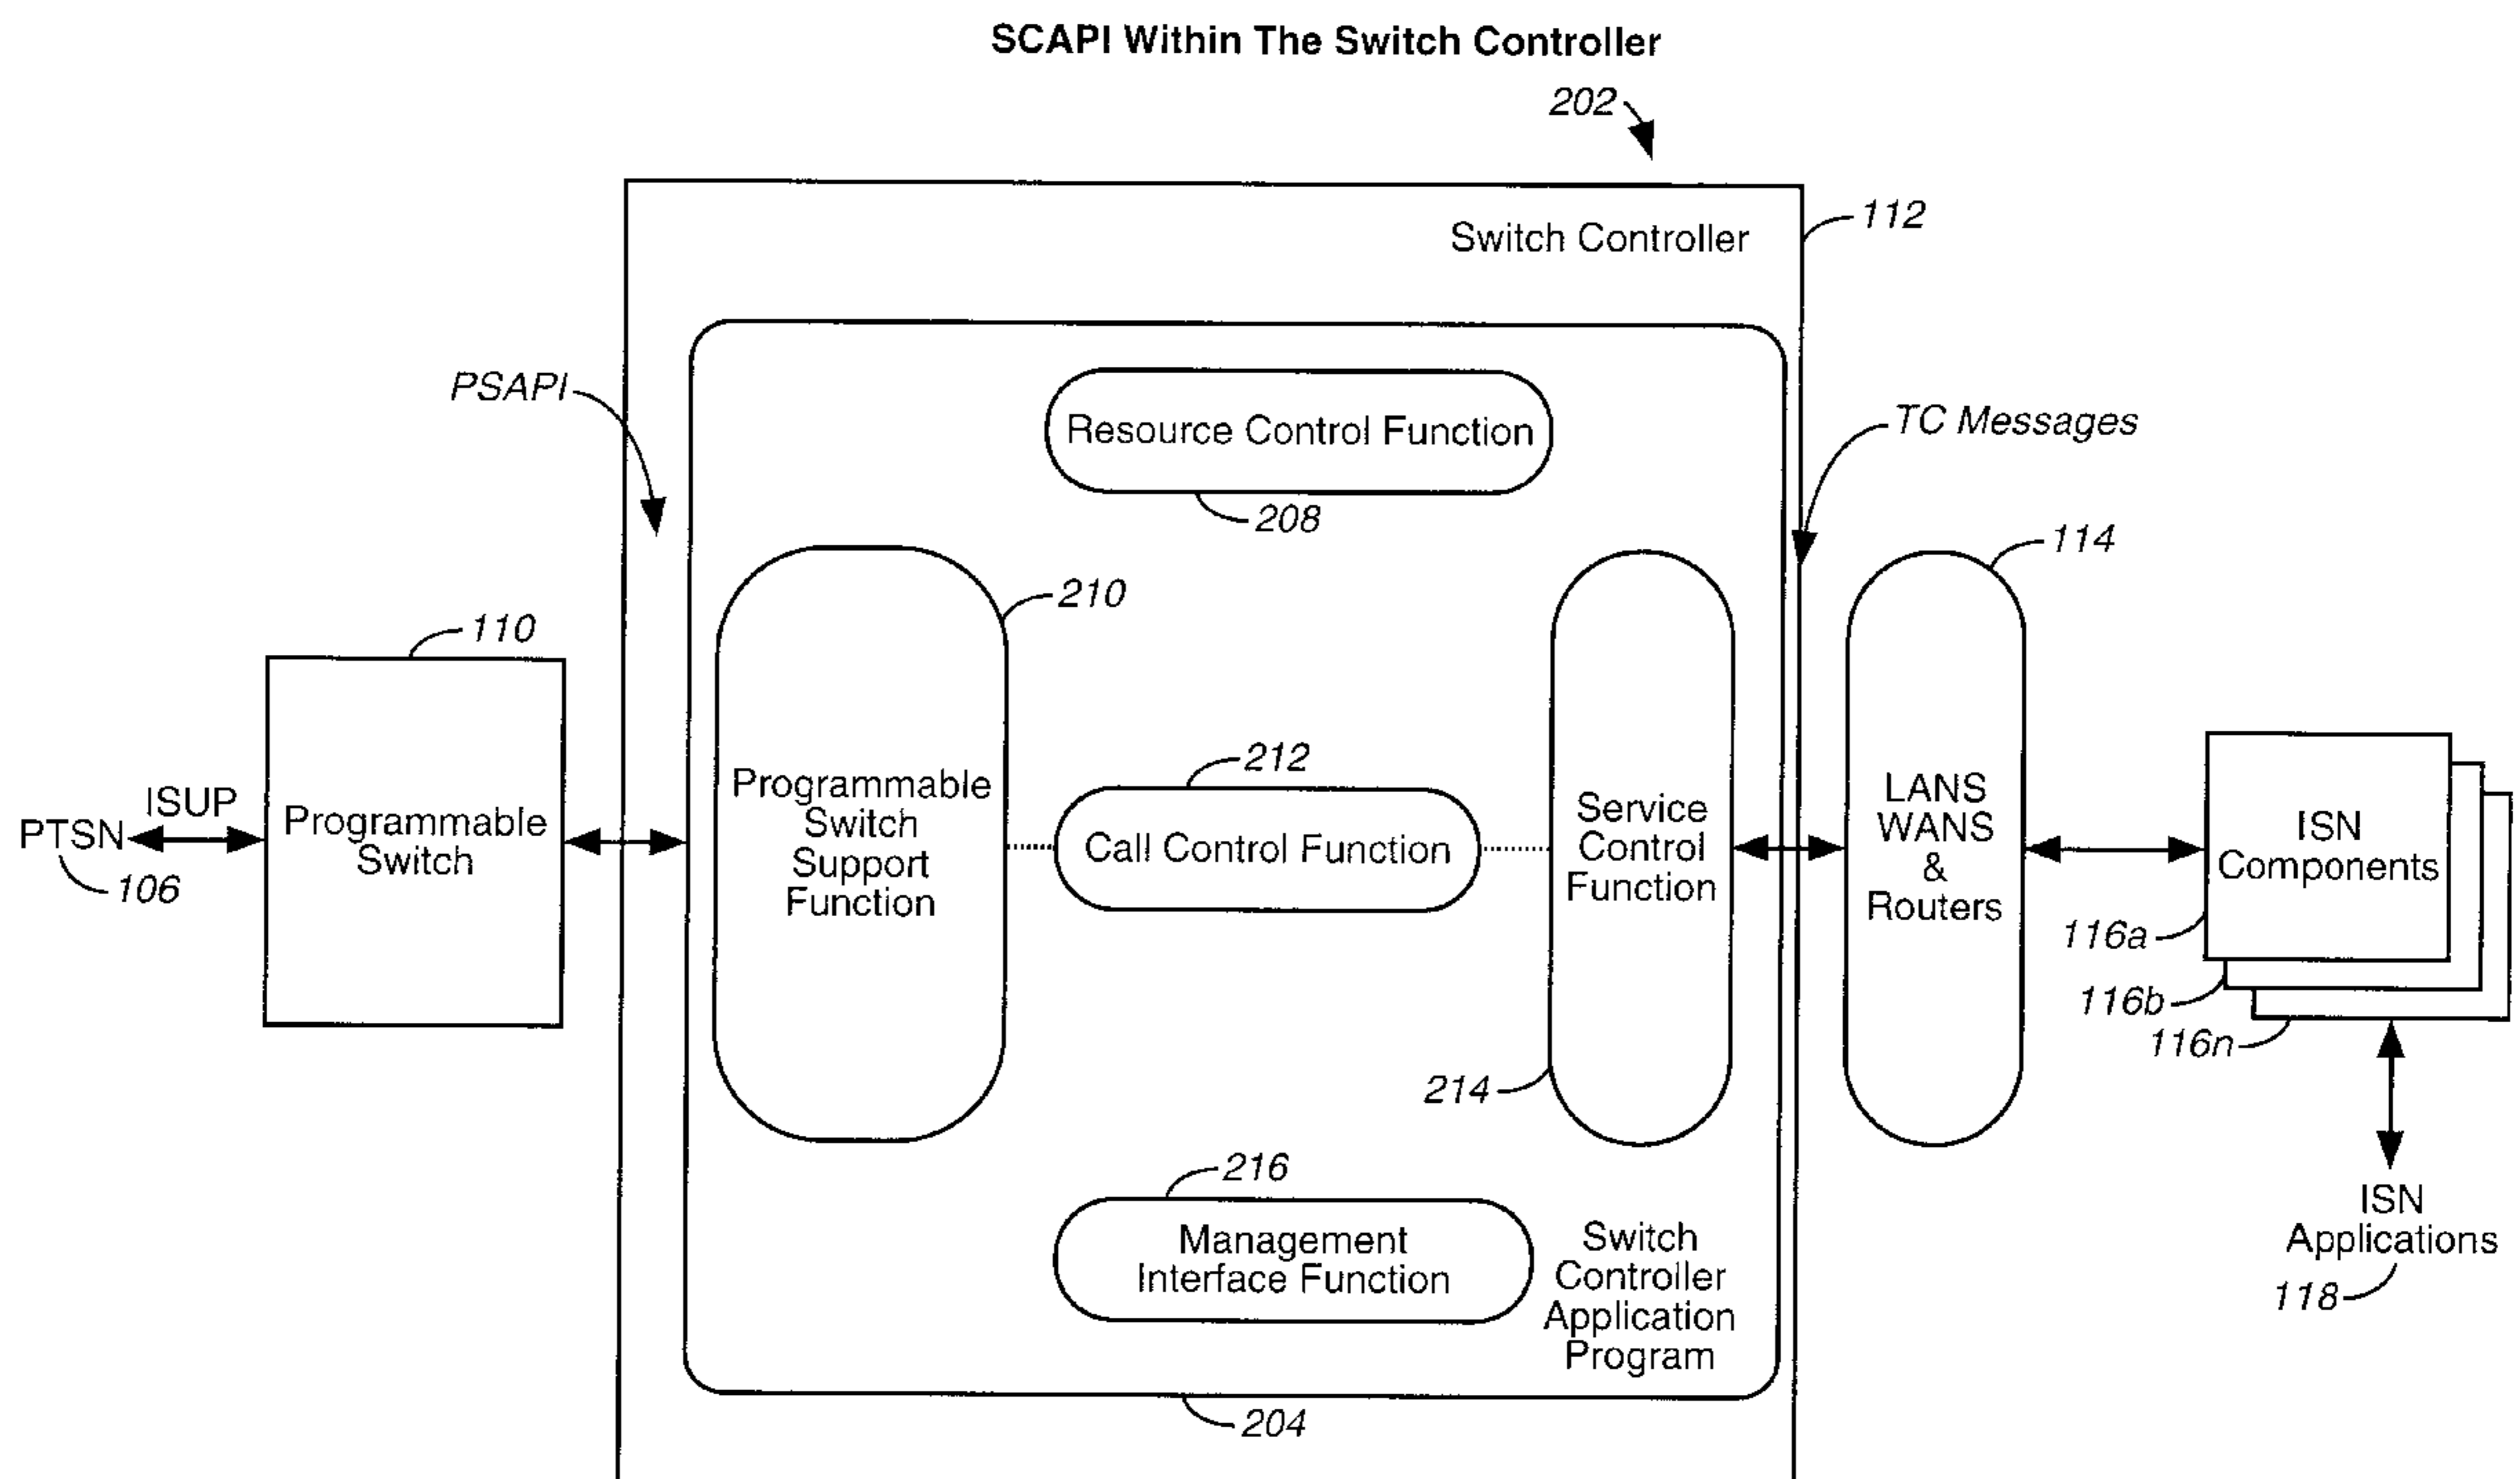 SCAPI Within The Switch Controller
202
112
Switch Controller
PSAPI
Resource Control Function
208
TC Messages
114
210
110
ISUP
PTSN
106
Programmable
Switch
Programmable
Switch
Support
Function
212
Call Control Function
Service
Control
Function
214
LANS
WANS
&
Routers
ISN
Components
116a
116b
116n
216
Management
Interface Function
Switch
Controller
Application
Program
ISN
Applications
118
204